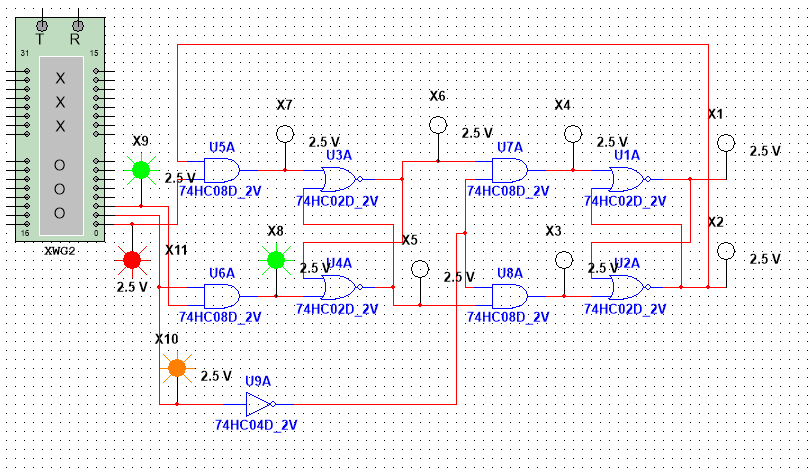 T R
31 15
X
X
X
O
O
O
16 0
XWG2
X9
2.5 V
X11
2.5 V
X10
2.5 V
U5A
74HC08D_2V
X7
2.5 V
U3A
74HC02D_2V
X6
2.5 V
U7A
74HC08D_2V
X4
2.5 V
U1A
74HC02D_2V
X1
2.5 V
U6A
74HC08D_2V
X8
2.5 V
U4A
74HC02D_2V
X5
2.5 V
U8A
74HC08D_2V
X3
2.5 V
U2A
74HC02D_2V
X2
2.5 V
U9A
74HC04D_2V